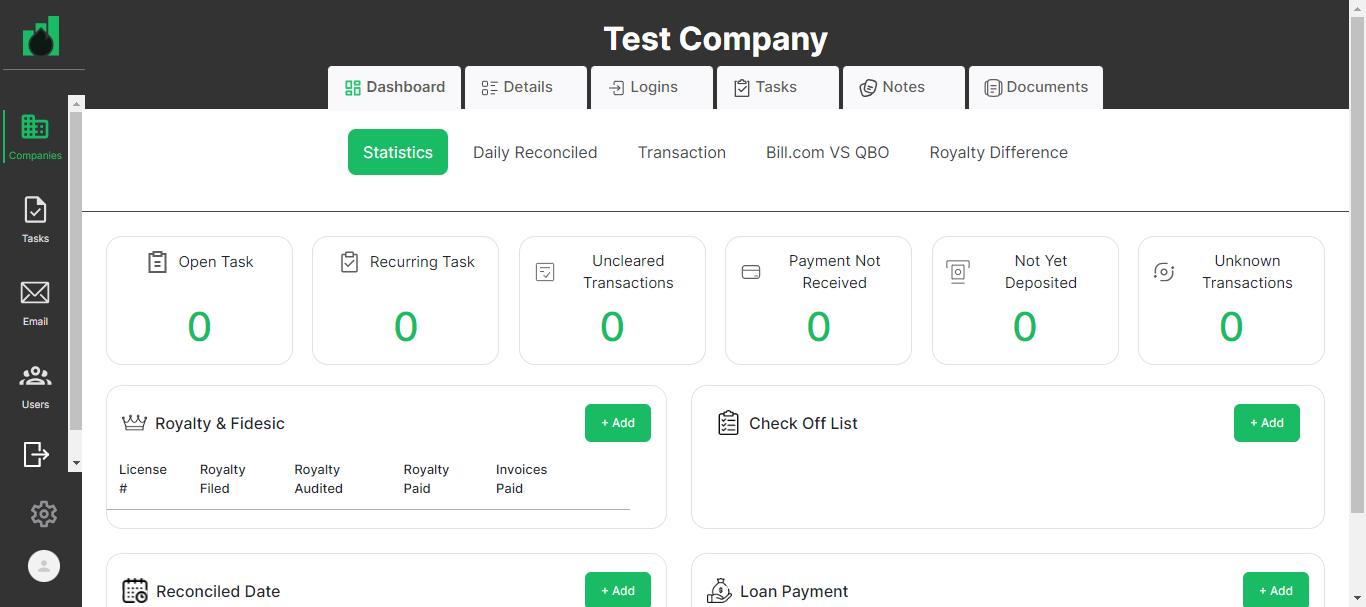 Test Company
Dashboard
Details
Logins
Tasks
Notes
Documents
Companies
Tasks
Email
Users
Statistics
Daily Reconciled
Transaction
Bill.com VS QBO
Royalty Difference
Open Task
0
Recurring Task
0
Uncleared
Transactions
0
Payment Not
Received
0
Not Yet
Deposited
0
Unknown
Transactions
0
Royalty & Fidesic
+ Add
License
#
Royalty
Filed
Royalty
Audited
Royalty
Paid
Invoices
Paid
Check Off List
+ Add
Reconciled Date
+ Add
Loan Payment
+ Add